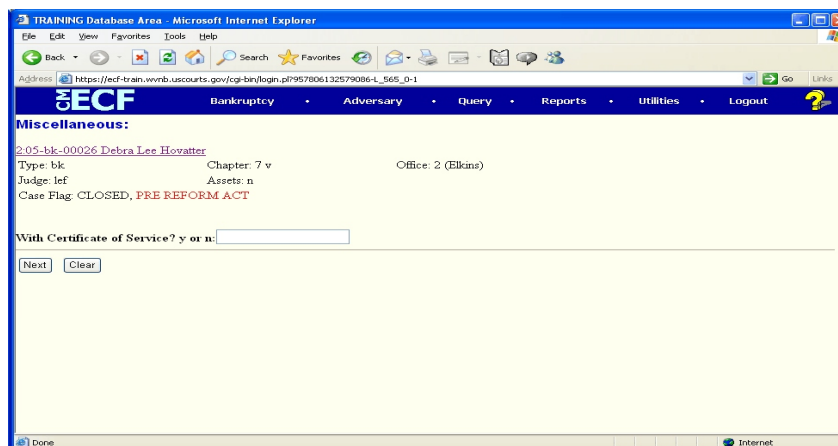 TRAINING Database Area - Microsoft Internet Explorer
File Edit View Favorites Tools Help
Back Search Favorites
Address https://ecf-train.wvnb.uscourts.gov/cgi-bin/login.pl?957806132579086-L_565_0-1 Go Links
CM ECF Bankruptcy • Adversary • Query • Reports • Utilities • Logout ?
Miscellaneous:
2:05-bk-00026 Debra Lee Hovatter
Type: bk Chapter: 7 v Office: 2 (Elkins)
Judge: lef Assets: n
Case Flag: CLOSED, PRE REFORM ACT
With Certificate of Service? y or n:
Next Clear
Done Internet